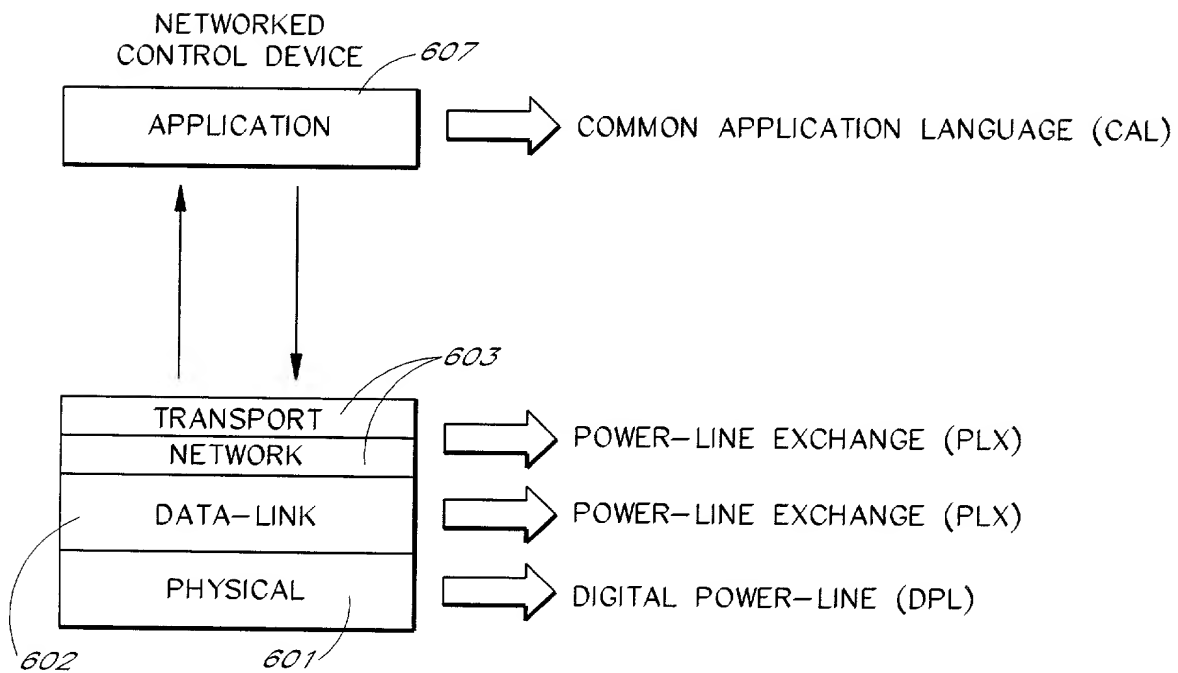 NETWORKED
CONTROL DEVICE
607
APPLICATION
COMMON APPLICATION LANGUAGE (CAL)
603
TRANSPORT
POWER-LINE EXCHANGE (PLX)
NETWORK
DATA-LINK
POWER-LINE EXCHANGE (PLX)
PHYSICAL
DIGITAL POWER-LINE (DPL)
602
601